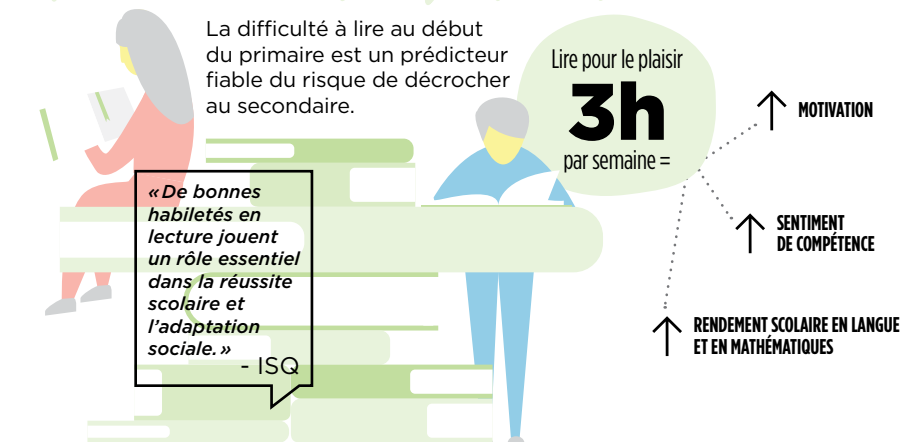 La difficulté à lire au début
du primaire est un prédicteur
fiable du risque de décrocher
au secondaire.
Lire pour le plaisir
3h
par semaine =
MOTIVATION
SENTIMENT
DE COMPÉTENCE
RENDEMENT SCOLAIRE EN LANGUE
ET EN MATHÉMATIQUES
«De bonnes
habiletés en
lecture jouent
un rôle essentiel
dans la réussite
scolaire et
l'adaptation
sociale.»
- ISQ